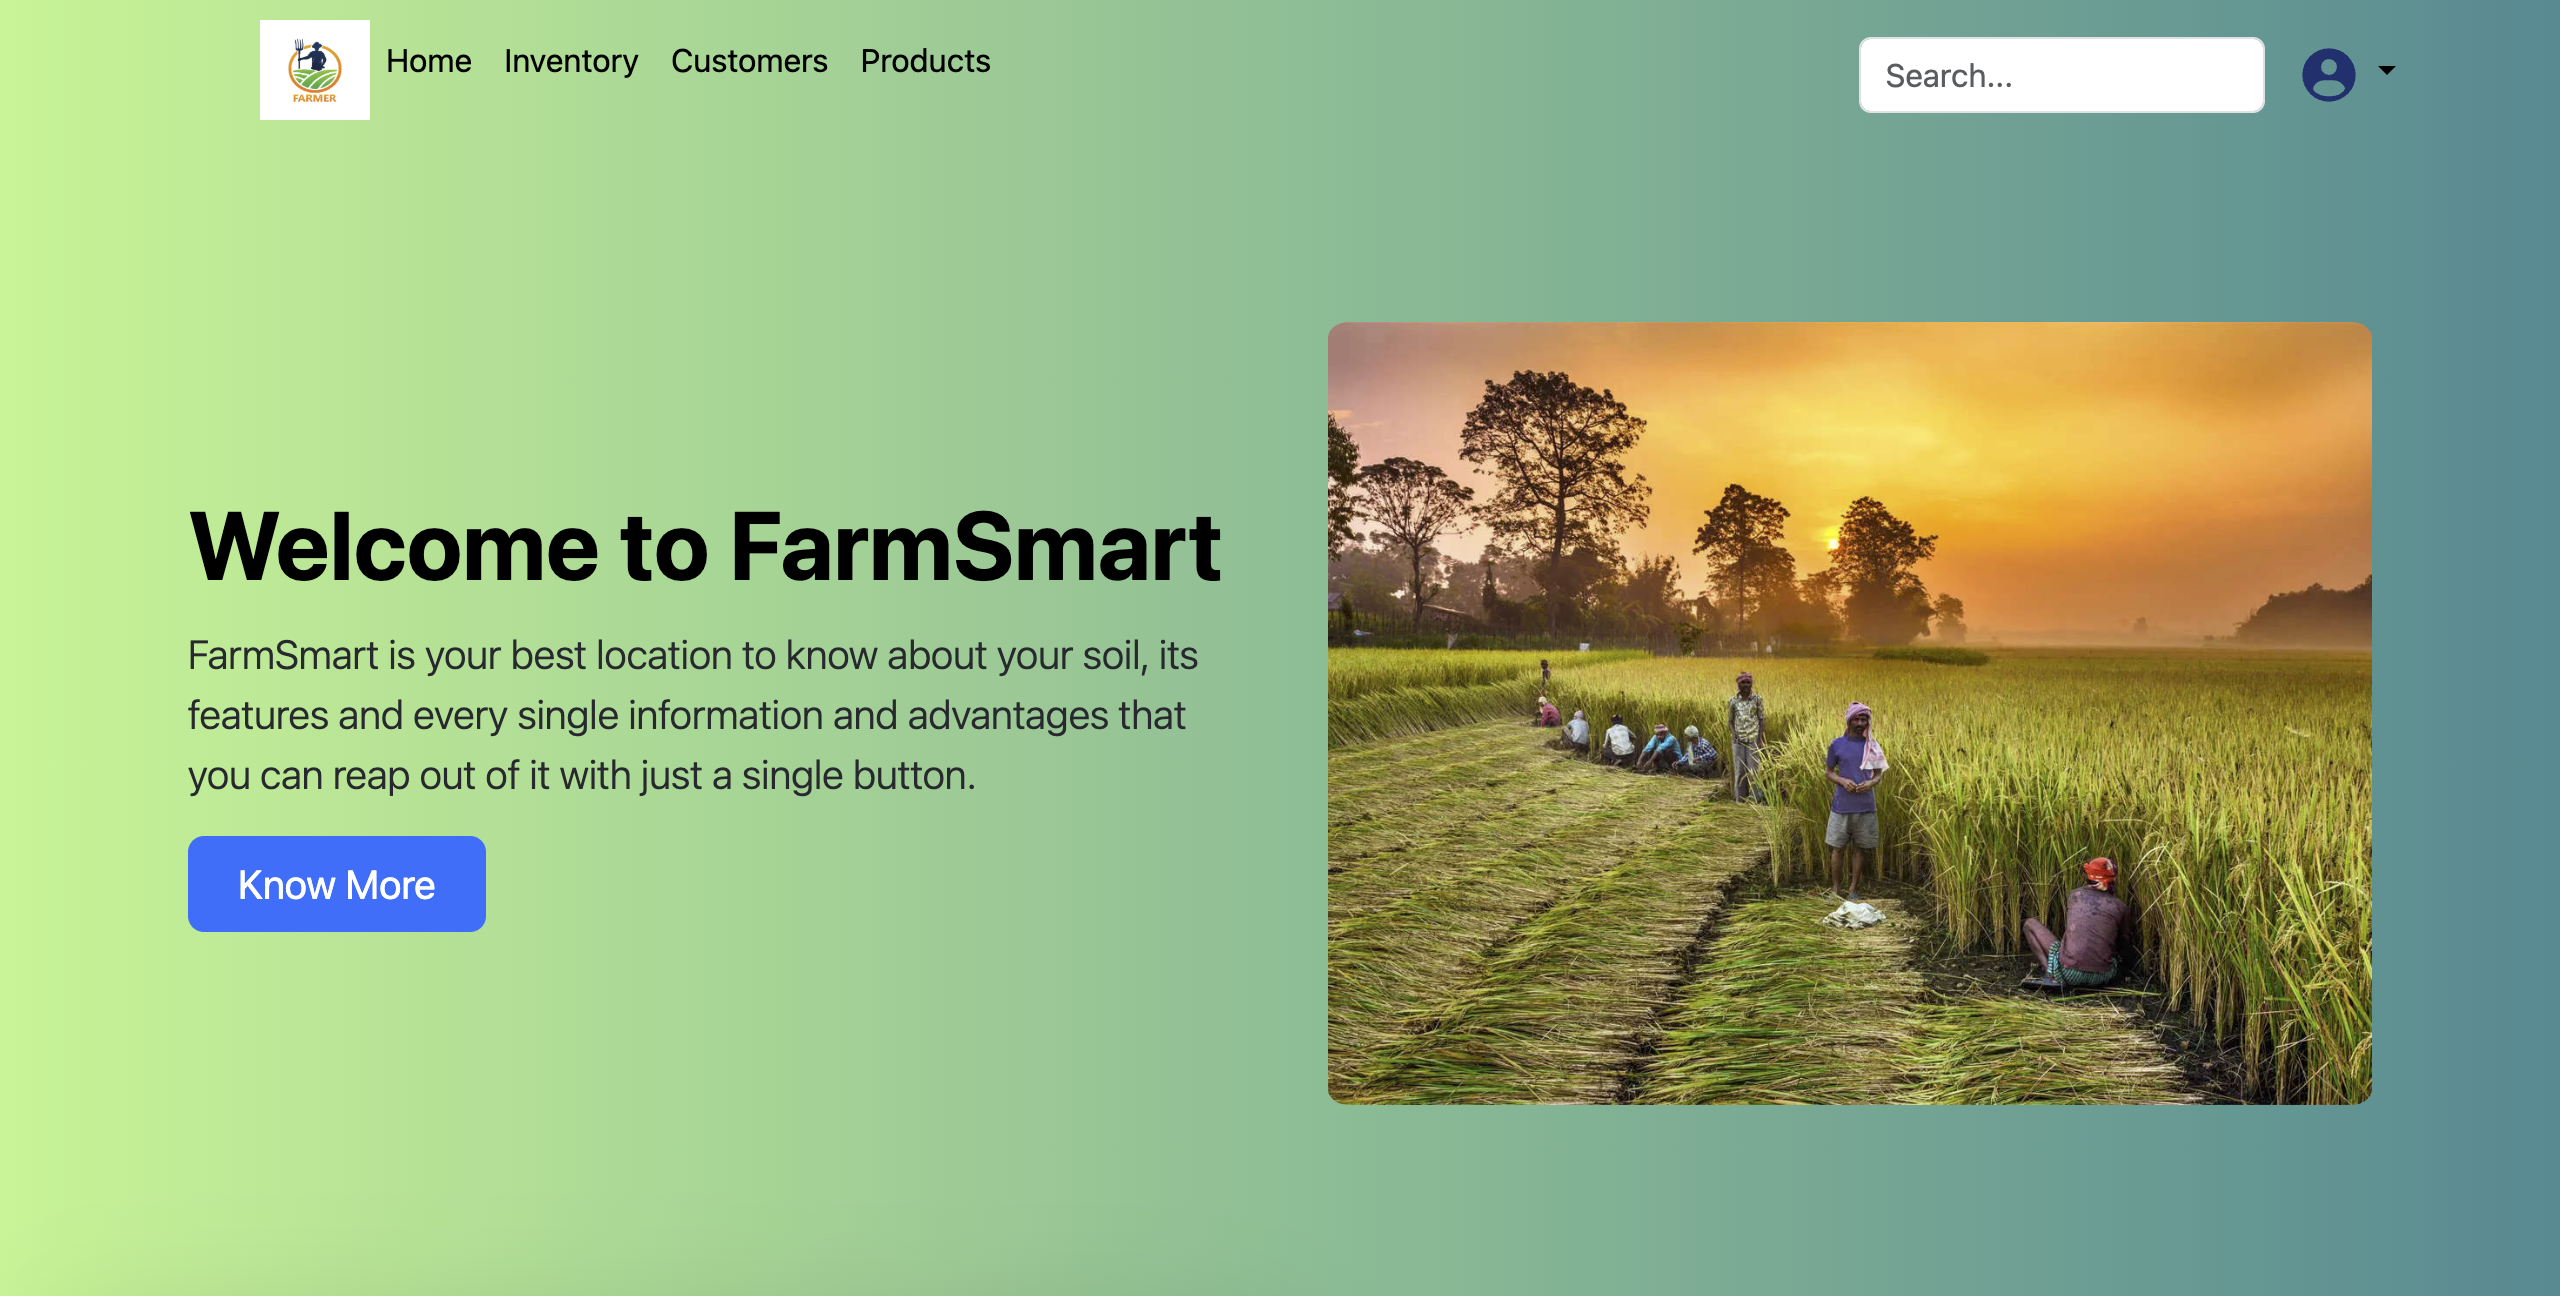 FARMER
Home Inventory Customers Products
Search...
Welcome to FarmSmart
FarmSmart is your best location to know about your soil, its
features and every single information and advantages that
you can reap out of it with just a single button.
Know More